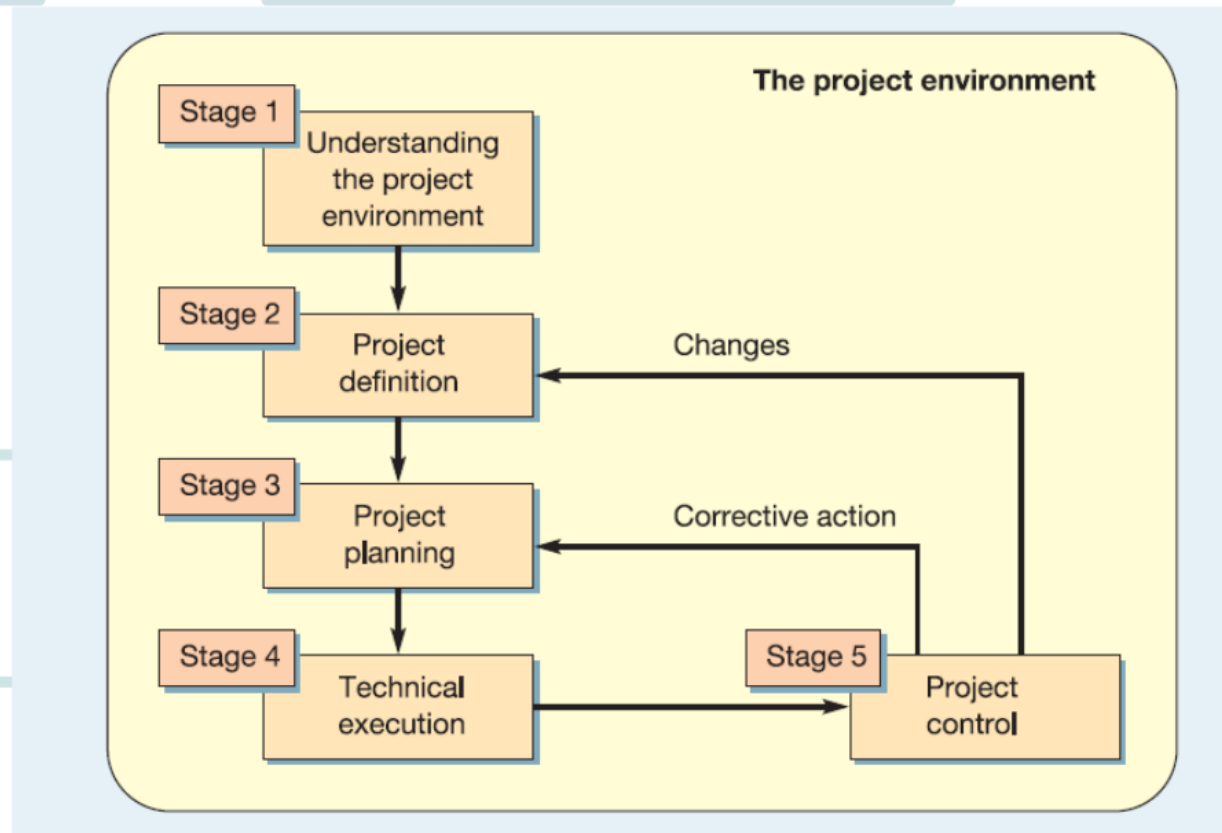 The project environment
Stage 1
Understanding
the project
environment
Stage 2
Project
definition
Changes
Stage 3
Project
planning
Corrective action
Stage 4
Technical
execution
Stage 5
Project
control